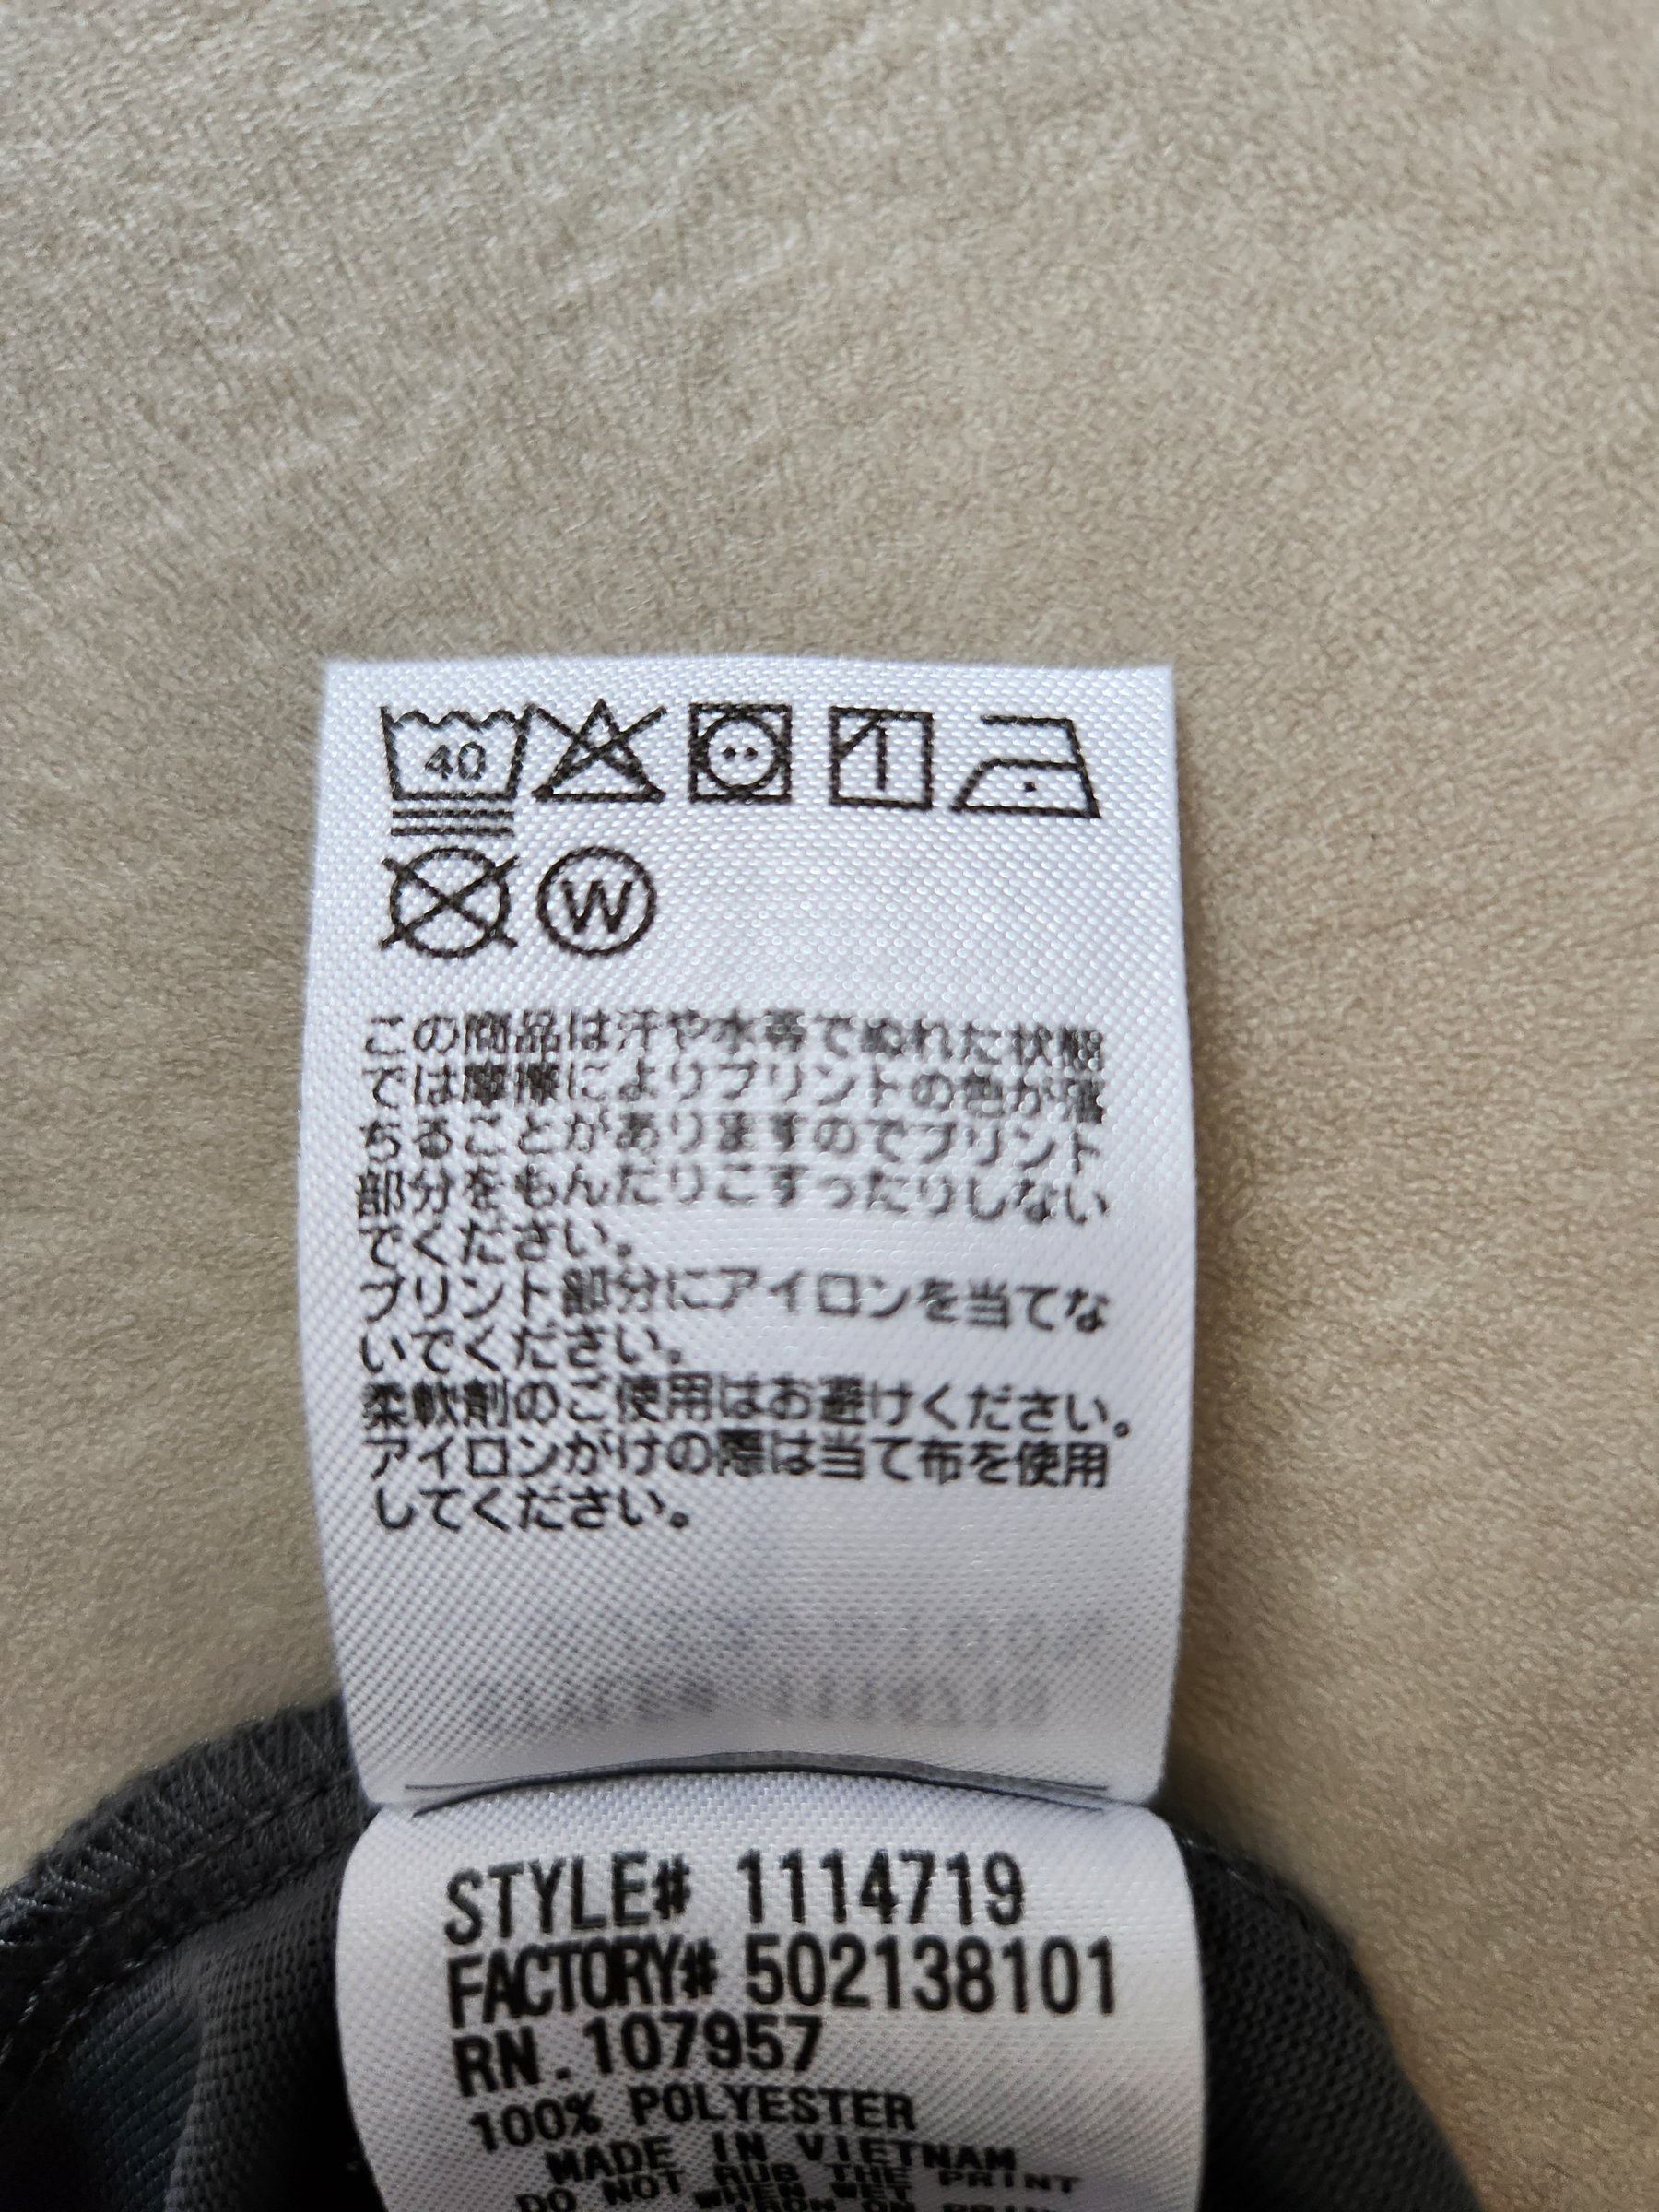 40
W
この商品は汗や水等でぬれた状態
では摩擦によりプリントの色が落
ちることがありますのでプリント
部分をもんだりこすったりしない
でください。
プリント部分にアイロンを当てな
いでください。
柔軟剤のご使用はお避けください。
アイロンがけの際は当て布を使用
してください。
STYLE# 1114719
FACTORY# 502138101
RN.107957
100% POLYESTER
MADE IN VIETNAM
DO NOT RUB THE PRINT
WHEN WET
IRON ON